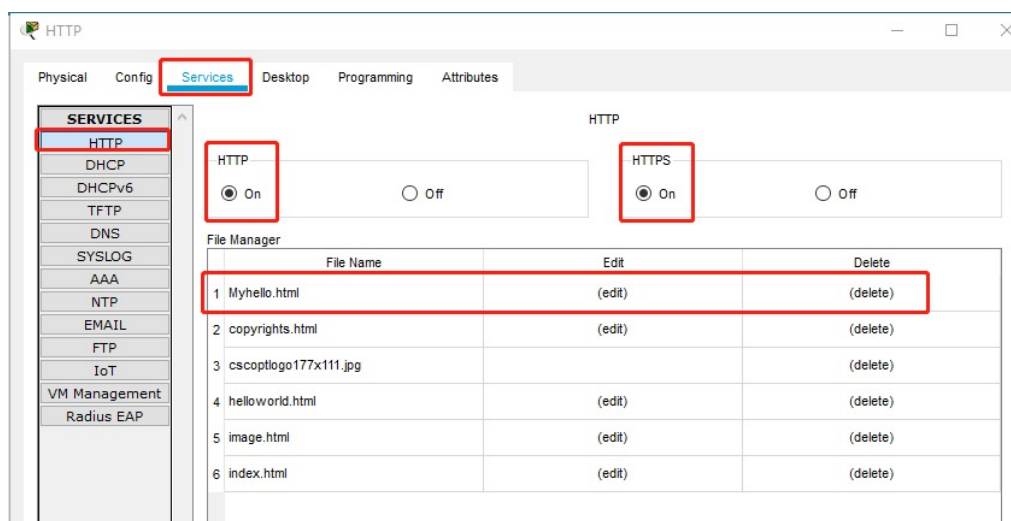 HTTP
Physical Config Services Desktop Programming Attributes
SERVICES
HTTP
DHCP
DHCPv6
TFTP
DNS
SYSLOG
AAA
NTP
EMAIL
FTP
IoT
VM Management
Radius EAP
HTTP
HTTP
On Off
HTTPS
On Off
File Manager
File Name Edit Delete
1 Myhello.html (edit) (delete)
2 copyrights.html (edit) (delete)
3 cscoptlogo177x111.jpg (delete)
4 helloworld.html (edit) (delete)
5 image.html (edit) (delete)
6 index.html (edit) (delete)